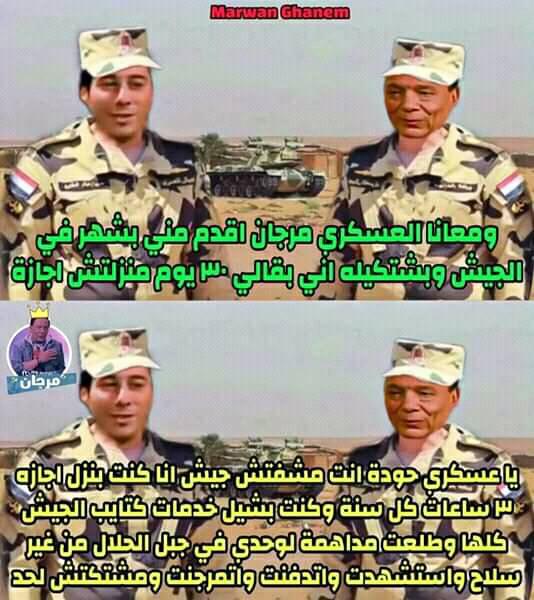 Marwan Ghanem
ومعانا العسكري مرجان اقدم مني بشهر في
الجيش وبشتكيله اني بقالي ٣٠ يوم منزلتش اجازة
مرجان
يا عسكري حودة انت مشفتش جيش انا كنت بنزل اجازه
٣ ساعات كل سنة وكنت بشيل خدمات كتايب الجيش
كلها وطلعت مداهمة لوحدي في جبل الحلال من غير
سلاح واستشهدت واتدفنت واتمرجنت ومشتكتش لحد